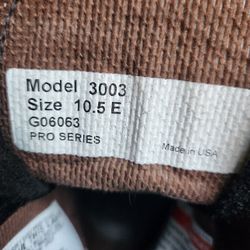 Model 3003
Size 10.5 E
G06063
PRO SERIES
Made in USA